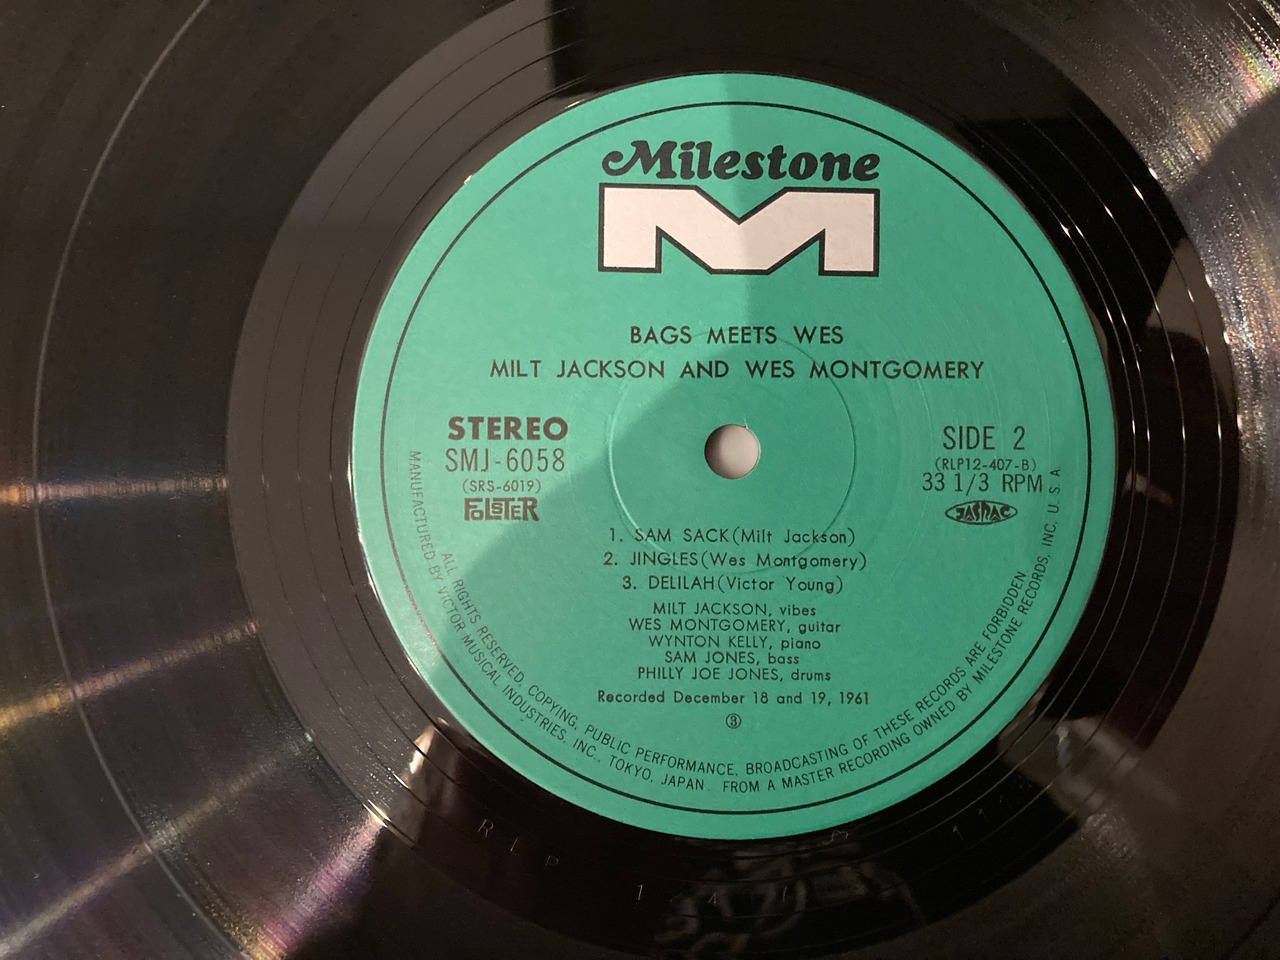 Milestone
BAGS MEETS WES
MILT JACKSON AND WES MONTGOMERY
STEREO
SMJ-6058
(SRS-6019)
FOLSTER
SIDE 2
(RLP12-407-B)
33 1/3 RPM
JASRAC
1. SAM SACK(Milt Jackson)
2. JINGLES(Wes Montgomery)
3. DELILAH(Victor Young)
MILT JACKSON, vibes
WES MONTGOMERY, guitar
WYNTON KELLY, piano
SAM JONES, bass
PHILLY JOE JONES, drums
Recorded December 18 and 19, 1961
③
ALL RIGHTS RESERVED. COPYING, PUBLIC PERFORMANCE, BROADCASTING OF THESE RECORDS ARE FORBIDDEN
MANUFACTURED BY VICTOR MUSICAL INDUSTRIES, INC., TOKYO, JAPAN. FROM A MASTER RECORDING OWNED BY MILESTONE RECORDS, INC, U.S.A.
RLP 14